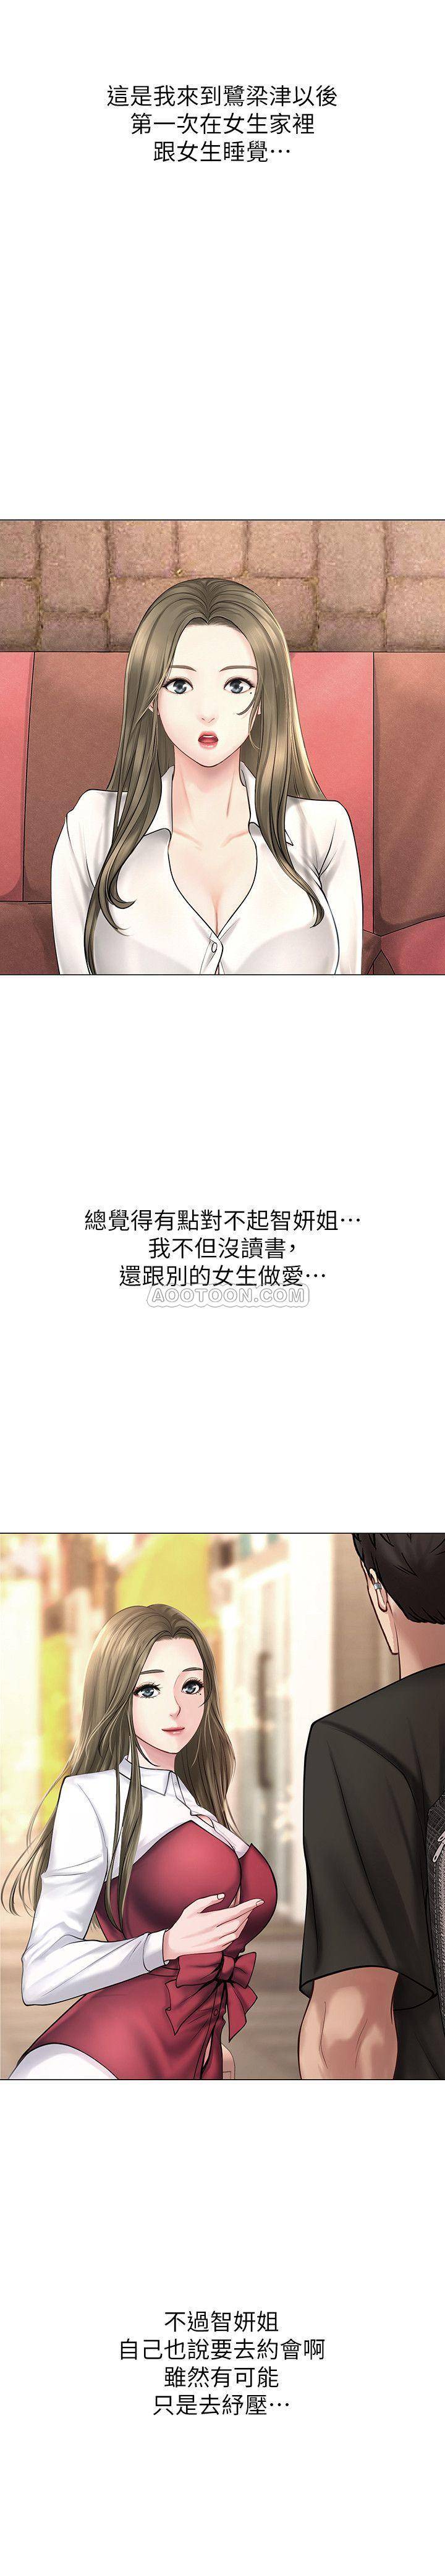 這是我來到鷺梁津以後
第一次在女生家裡
跟女生睡覺…
總覺得有點對不起智妍姐…
我不但沒讀書,
還跟別的女生做愛…
AOOTOON.COM
不過智妍姐
自己也說要去約會啊
雖然有可能
只是去紓壓…